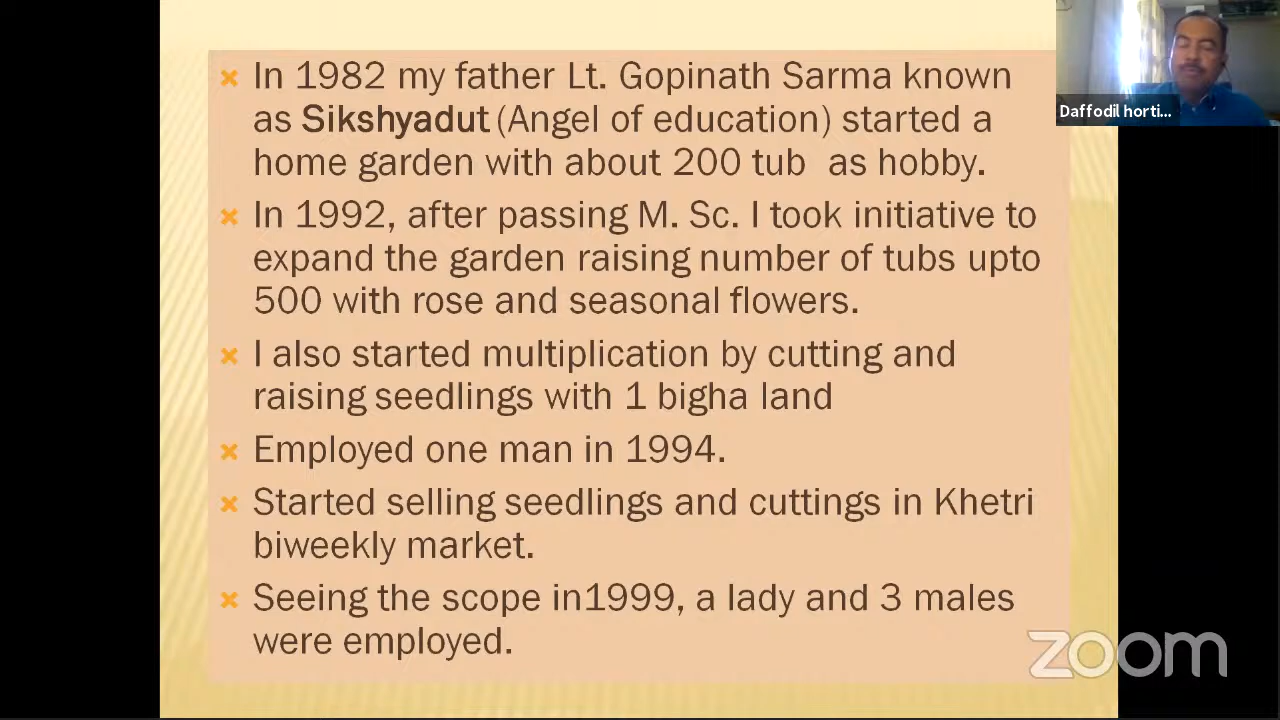 In 1982 my father Lt. Gopinath Sarma known
as Sikshyadut (Angel of education) started a
home garden with about 200 tub as hobby.
In 1992, after passing M. Sc. I took initiative to
expand the garden raising number of tubs upto
500 with rose and seasonal flowers.
I also started multiplication by cutting and
raising seedlings with 1 bigha land
Employed one man in 1994.
Started selling seedlings and cuttings in Khetri
biweekly market.
Seeing the scope in1999, a lady and 3 males
were employed.
Daffodil horti...
zoom